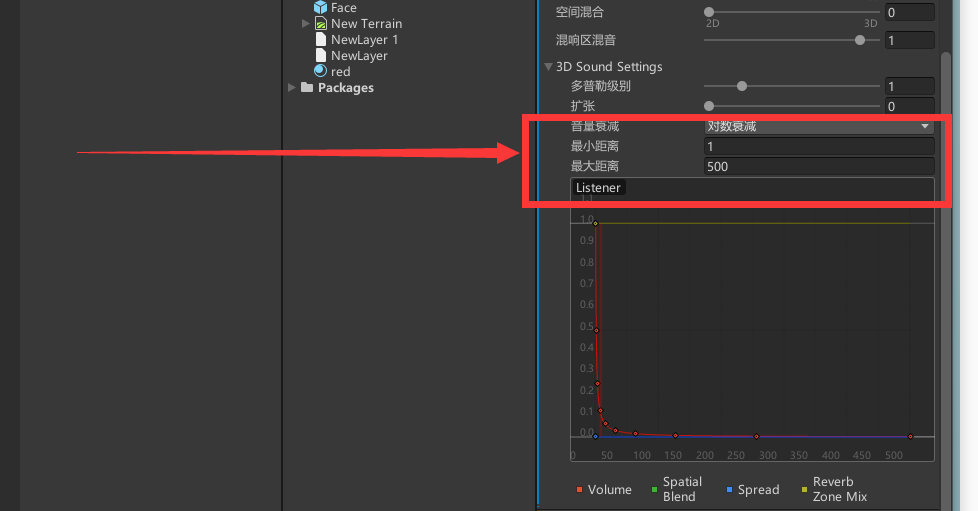 Face
New Terrain
NewLayer 1
NewLayer
red
Packages
空间混合
0
2D
3D
混响区混音
1
3D Sound Settings
多普勒级别
1
扩张
0
音量衰减
对数衰减
最小距离
1
最大距离
500
Listener
1.1
1.0
0.9
0.8
0.7
0.6
0.5
0.4
0.3
0.2
0.1
0.0
0 50 100 150 200 250 300 350 400 450 500
Volume
Spatial
Blend
Spread
Reverb
Zone Mix